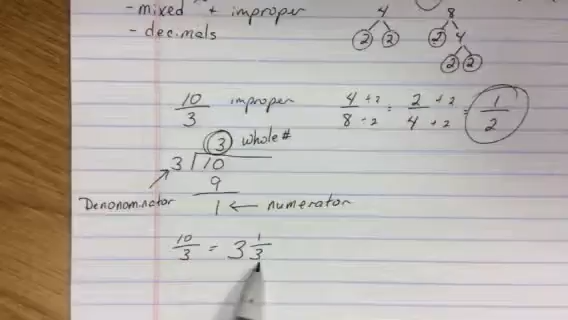 - mixed + improper
- decimals
4
2 2
8
2 4
2 2
10/3 improper
4 ÷2 / 8 ÷2 = 2 ÷2 / 4 ÷2 = 1/2
3 whole #
3 10
9
Denonominator
1 ← numerator
10/3 = 3 1/3